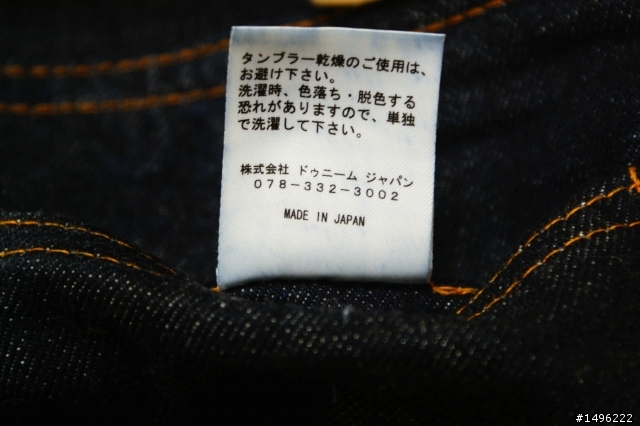 タンブラー乾燥のご使用は、
お避け下さい。
洗濯時、色落ち・脱色する
恐れがありますので、単独
で洗濯して下さい。
株式会社 ドゥニーム ジャパン
078-332-3002
MADE IN JAPAN
#1496222